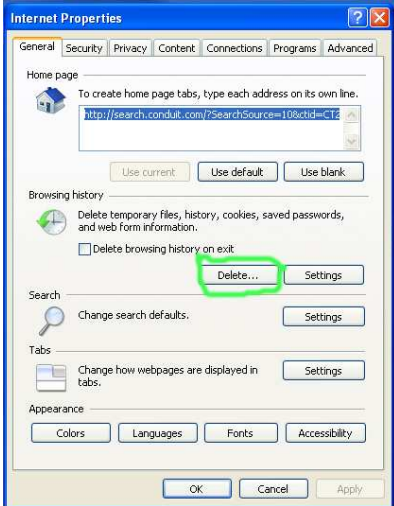 Internet Properties
General Security Privacy Content Connections Programs Advanced
Home page
To create home page tabs, type each address on its own line.
http://search.conduit.com/?SearchSource=10&ctid=CT2
Use current Use default Use blank
Browsing history
Delete temporary files, history, cookies, saved passwords,
and web form information.
Delete browsing history on exit
Delete... Settings
Search
Change search defaults. Settings
Tabs
Change how webpages are displayed in Settings
tabs.
Appearance
Colors Languages Fonts Accessibility
OK Cancel Apply